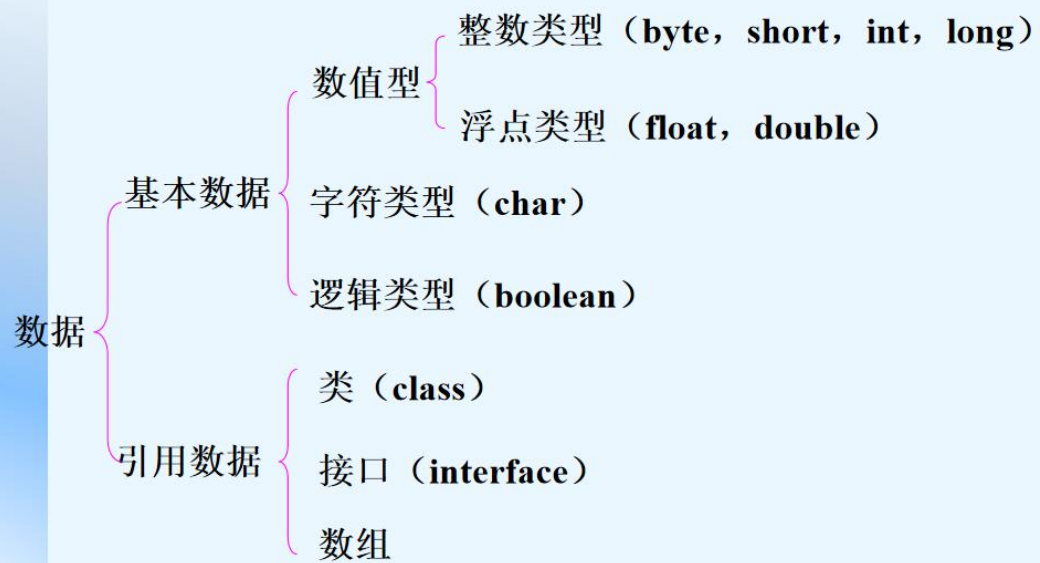 整数类型（byte，short，int，long）
数值型
浮点类型（float，double）
基本数据
字符类型（char）
逻辑类型（boolean）
数据
类（class）
引用数据
接口（interface）
数组